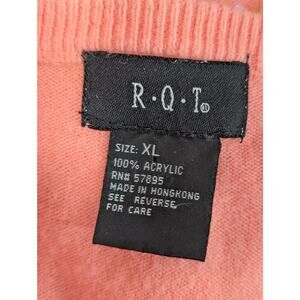 R·Q·T®
SIZE: XL
100% ACRYLIC
RN# 57895
MADE IN HONGKONG
SEE REVERSE
FOR CARE